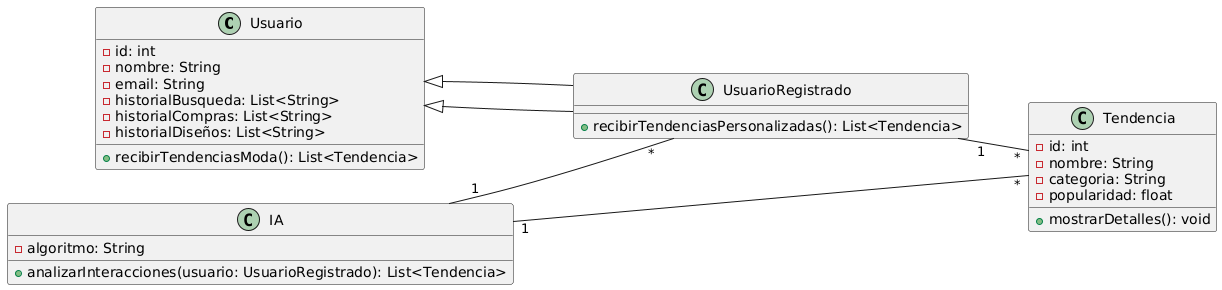 C Usuario
id: int
nombre: String
email: String
historialBusqueda: List<String>
historialCompras: List<String>
historialDiseños: List<String>
recibirTendenciasModa(): List<Tendencia>
C UsuarioRegistrado
recibirTendenciasPersonalizadas(): List<Tendencia>
C Tendencia
id: int
nombre: String
categoria: String
popularidad: float
mostrarDetalles(): void
*
1
*
1
*
1
C IA
algoritmo: String
analizarInteracciones(usuario: UsuarioRegistrado): List<Tendencia>